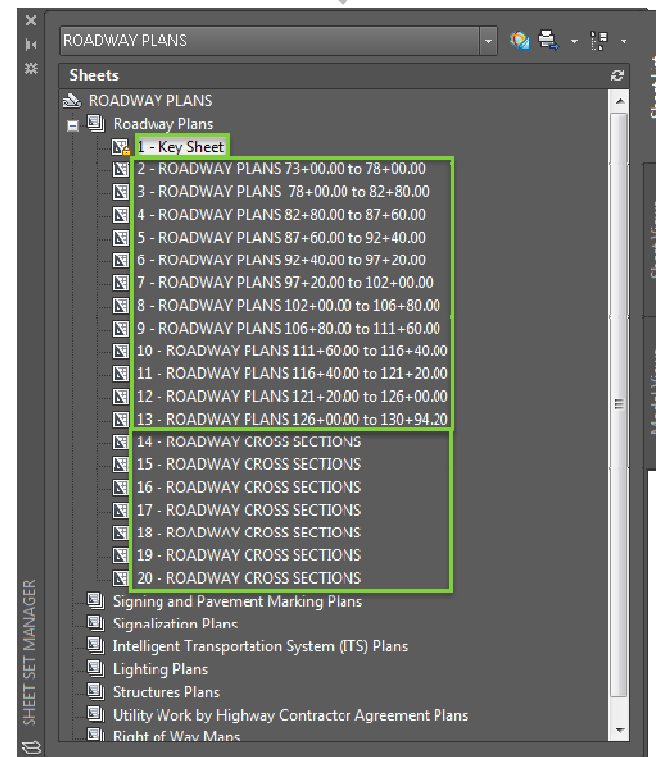 ROADWAY PLANS
Sheets
ROADWAY PLANS
Roadway Plans
1 - Key Sheet
2 - ROADWAY PLANS 73+00.00 to 78+00.00
3 - ROADWAY PLANS  78+00.00 to 82+80.00
4 - ROADWAY PLANS 82+80.00 to 87+60.00
5 - ROADWAY PLANS 87+60.00 to 92+40.00
6 - ROADWAY PLANS 92+40.00 to 97+20.00
7 - ROADWAY PLANS 97+20.00 to 102+00.00
8 - ROADWAY PLANS 102+00.00 to 106+80.00
9 - ROADWAY PLANS 106+80.00 to 111+60.00
10 - ROADWAY PLANS 111+60.00 to 116+40.00
11 - ROADWAY PLANS 116+40.00 to 121+20.00
12 - ROADWAY PLANS 121+20.00 to 126+00.00
13 - ROADWAY PLANS 126+00.00 to 130+94.20
14 - ROADWAY CROSS SECTIONS
15 - ROADWAY CROSS SECTIONS
16 - ROADWAY CROSS SECTIONS
17 - ROADWAY CROSS SECTIONS
18 - ROADWAY CROSS SECTIONS
19 - ROADWAY CROSS SECTIONS
20 - ROADWAY CROSS SECTIONS
Signing and Pavement Marking Plans
Signalization Plans
Intelligent Transportation System (ITS) Plans
Lighting Plans
Structures Plans
Utility Work by Highway Contractor Agreement Plans
Right of Way Maps
SHEET SET MANAGER
Sheet List
Sheet Views
Model Views